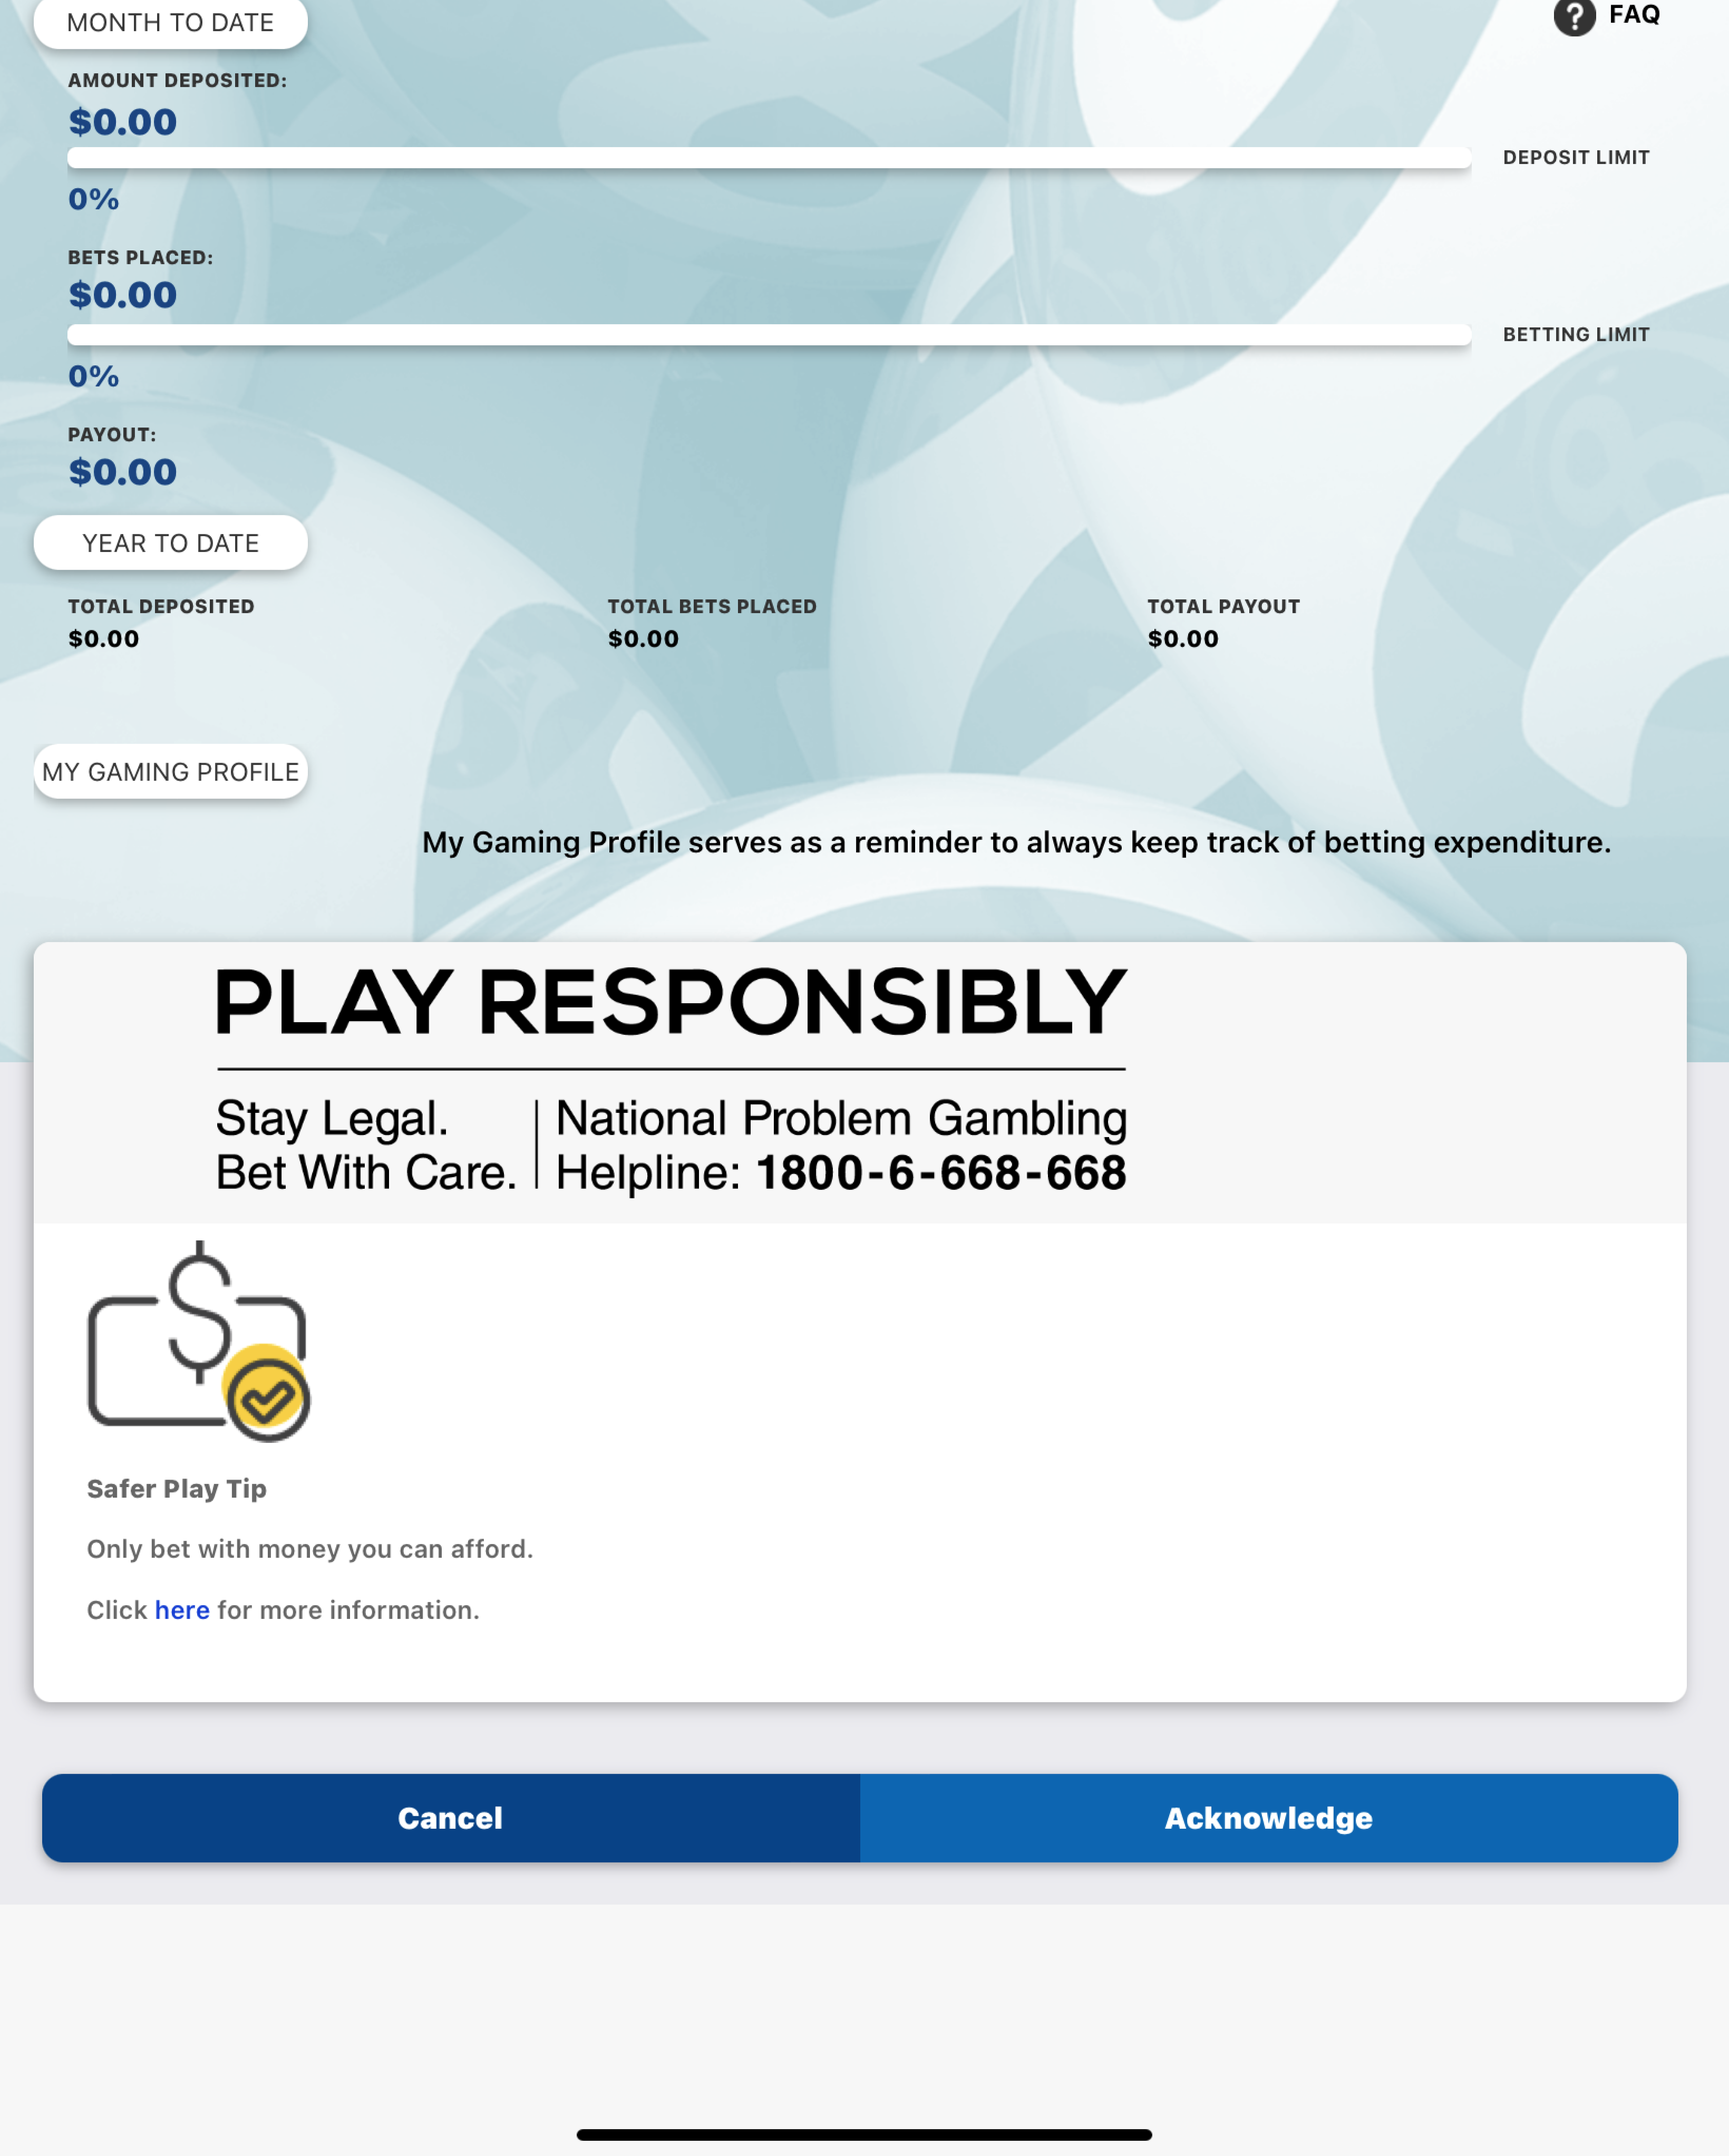 MONTH TO DATE
FAQ
AMOUNT DEPOSITED:
$0.00
DEPOSIT LIMIT
0%
BETS PLACED:
$0.00
BETTING LIMIT
0%
PAYOUT:
$0.00
YEAR TO DATE
TOTAL DEPOSITED
$0.00
TOTAL BETS PLACED
$0.00
TOTAL PAYOUT
$0.00
MY GAMING PROFILE
My Gaming Profile serves as a reminder to always keep track of betting expenditure.
PLAY RESPONSIBLY
Stay Legal.
Bet With Care.
National Problem Gambling
Helpline: 1800-6-668-668
Safer Play Tip
Only bet with money you can afford.
Click here for more information.
Cancel
Acknowledge